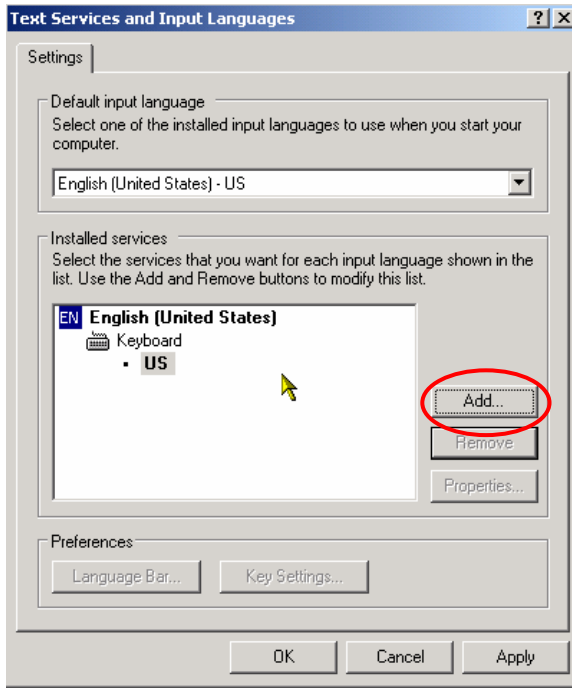 Text Services and Input Languages
Settings
Default input language
Select one of the installed input languages to use when you start your
computer.
English (United States) - US
Installed services
Select the services that you want for each input language shown in the
list. Use the Add and Remove buttons to modify this list.
EN English (United States)
Keyboard
US
Add...
Remove
Properties...
Preferences
Language Bar...
Key Settings...
OK
Cancel
Apply